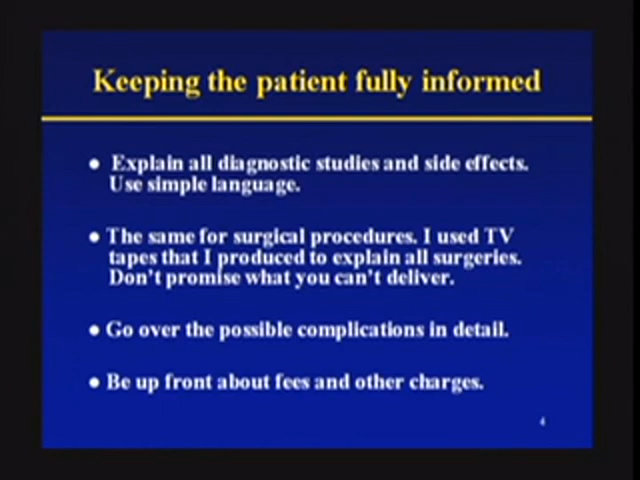 Keeping the patient fully informed
● Explain all diagnostic studies and side effects.
Use simple language.
● The same for surgical procedures. I used TV
tapes that I produced to explain all surgeries.
Don't promise what you can't deliver.
● Go over the possible complications in detail.
● Be up front about fees and other charges.
4